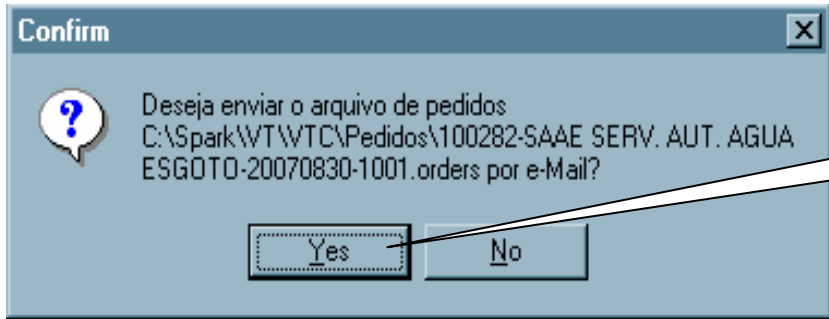 Confirm
Deseja enviar o arquivo de pedidos
C:\Spark\VT\VTC\Pedidos\100282-SAAE SERV. AUT. AGUA
ESGOTO-20070830-1001.orders por e-Mail?
Yes No